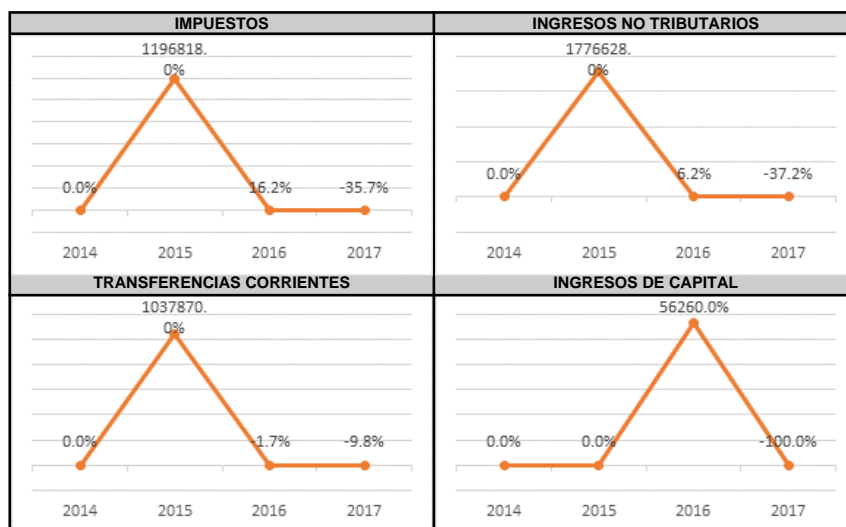 IMPUESTOS
1196818.
0%
0.0%
16.2%
-35.7%
2014 2015 2016 2017
INGRESOS NO TRIBUTARIOS
1776628.
0%
0.0%
6.2%
-37.2%
2014 2015 2016 2017
TRANSFERENCIAS CORRIENTES
1037870.
0%
0.0%
-1.7%
-9.8%
2014 2015 2016 2017
INGRESOS DE CAPITAL
56260.0%
0.0%
0.0%
-100.0%
2014 2015 2016 2017